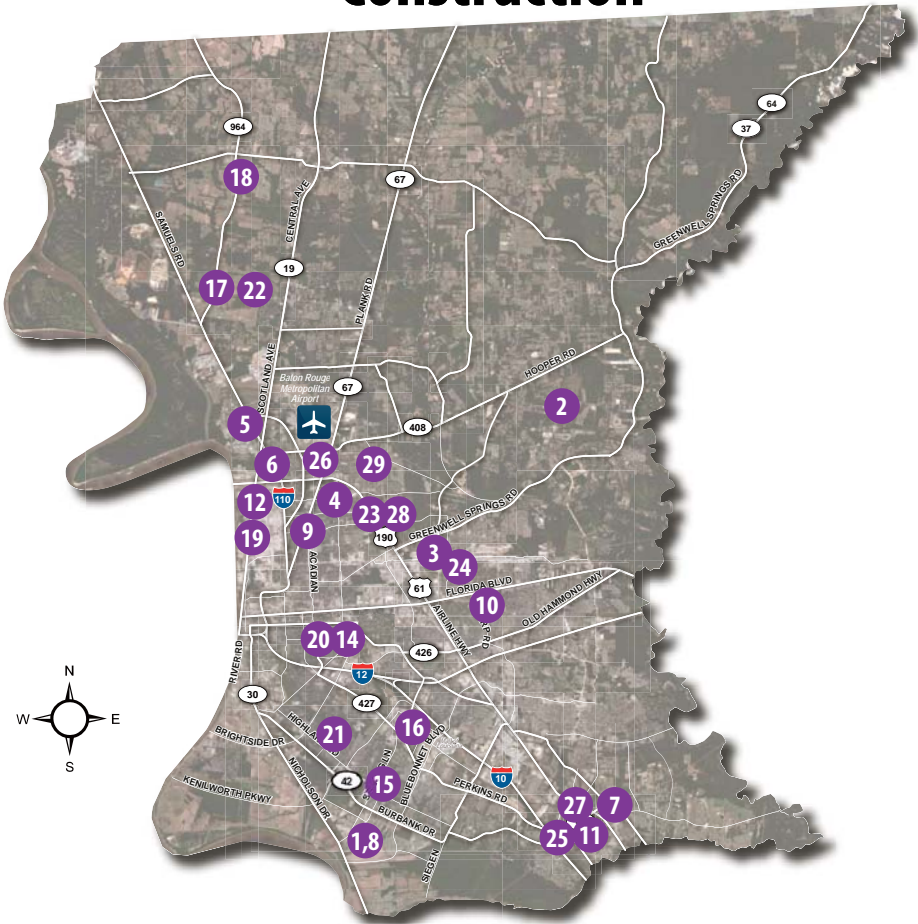 Construction
64
37
964
18
67
GREENWELL SPRINGS RD
CENTRAL AVE
SAMUELS RD
19
17
22
PLANK RD
SCOTLAND AVE
HOOPER RD
Baton Rouge
Metropolitan
Airport
67
2
5
408
6
26
29
12
110
4
23
28
GREENWELL SPRINGS RD
19
9
190
3
24
ACADIAN
61
FLORIDA BLVD
10
OLD HAMMOND HWY
AIRLINE HWY
RD
20
14
426
RIVER RD
12
N
30
427
W
E
S
21
16
BRIGHTSIDE DR
BLUEBONNET BLVD
NICHOLSON DR
10
42
15
LN
PERKINS RD
KENILWORTH PKWY
27
7
BURBANK DR
25
11
1,8
SIEGEN